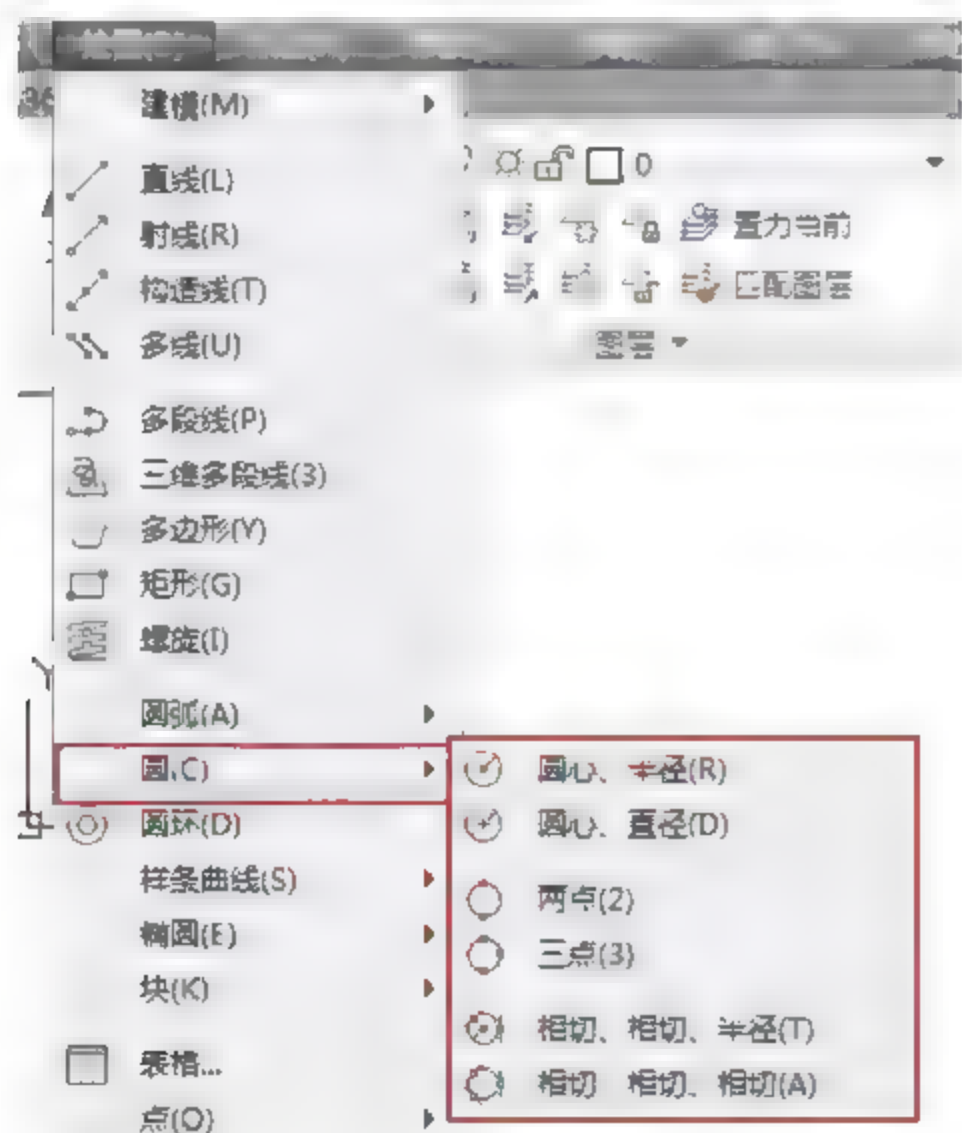 建模(M)
直线(L)
射线(R)
构造线(T)
多线(U)
多段线(P)
三维多段线(3)
多边形(Y)
矩形(G)
螺旋(I)
圆弧(A)
圆(C)
圆环(D)
样条曲线(S)
椭圆(E)
块(K)
表格...
点(O)
0
置为当前
匹配图层
图层
圆心、半径(R)
圆心、直径(D)
两点(2)
三点(3)
相切、相切、半径(T)
相切、相切、相切(A)